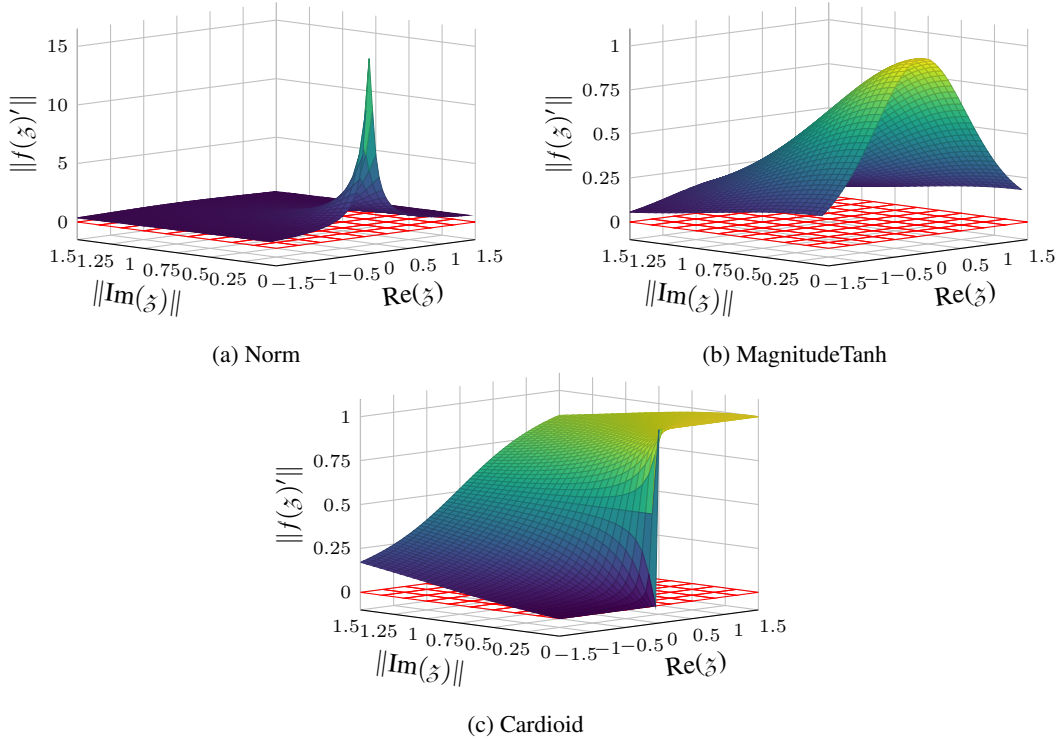 15
10
5
0
‖f(𝔷)′‖
1.5 1.25 1 0.75 0.5 0.25 0
‖Im(𝔷)‖
−1.5 −1 −0.5 0 0.5 1 1.5
Re(𝔷)
(a) Norm
1
0.75
0.5
0.25
0
‖f(𝔷)′‖
1.5 1.25 1 0.75 0.5 0.25 0
‖Im(𝔷)‖
−1.5 −1 −0.5 0 0.5 1 1.5
Re(𝔷)
(b) MagnitudeTanh
1
0.75
0.5
0.25
0
‖f(𝔷)′‖
1.5 1.25 1 0.75 0.5 0.25 0
‖Im(𝔷)‖
−1.5 −1 −0.5 0 0.5 1 1.5
Re(𝔷)
(c) Cardioid